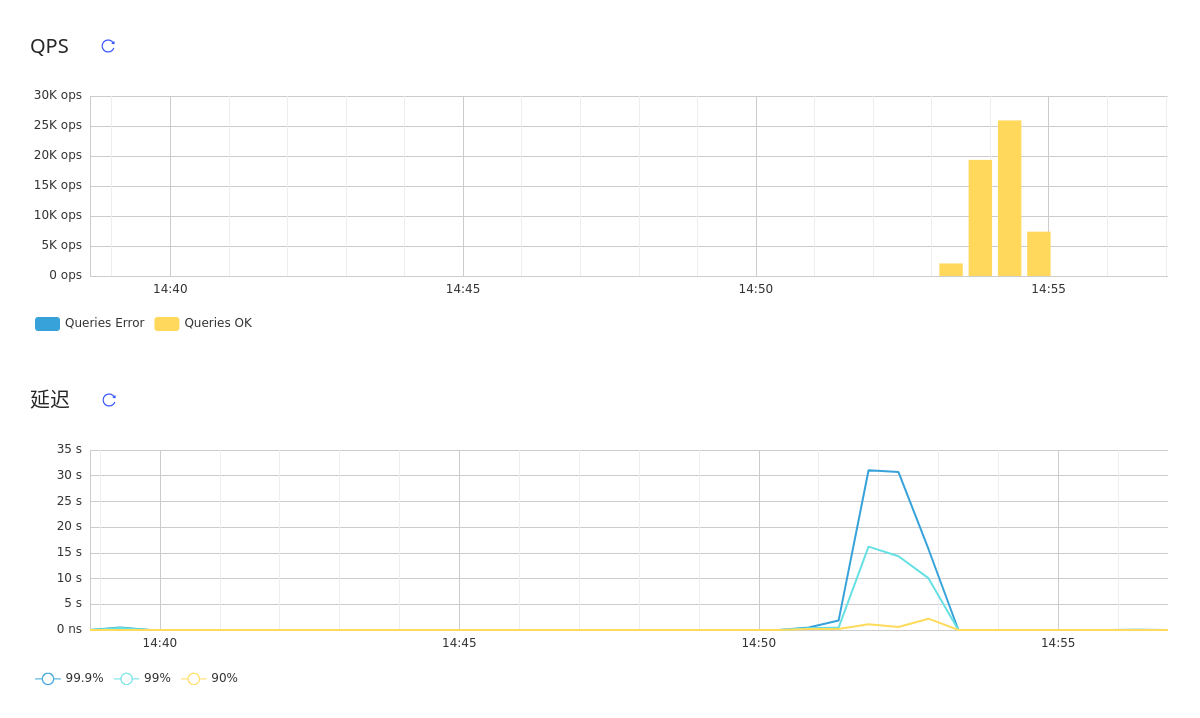 QPS
30K ops
25K ops
20K ops
15K ops
10K ops
5K ops
0 ops
14:40 14:45 14:50 14:55
Queries Error Queries OK
延迟
35 s
30 s
25 s
20 s
15 s
10 s
5 s
0 ns
14:40 14:45 14:50 14:55
99.9% 99% 90%